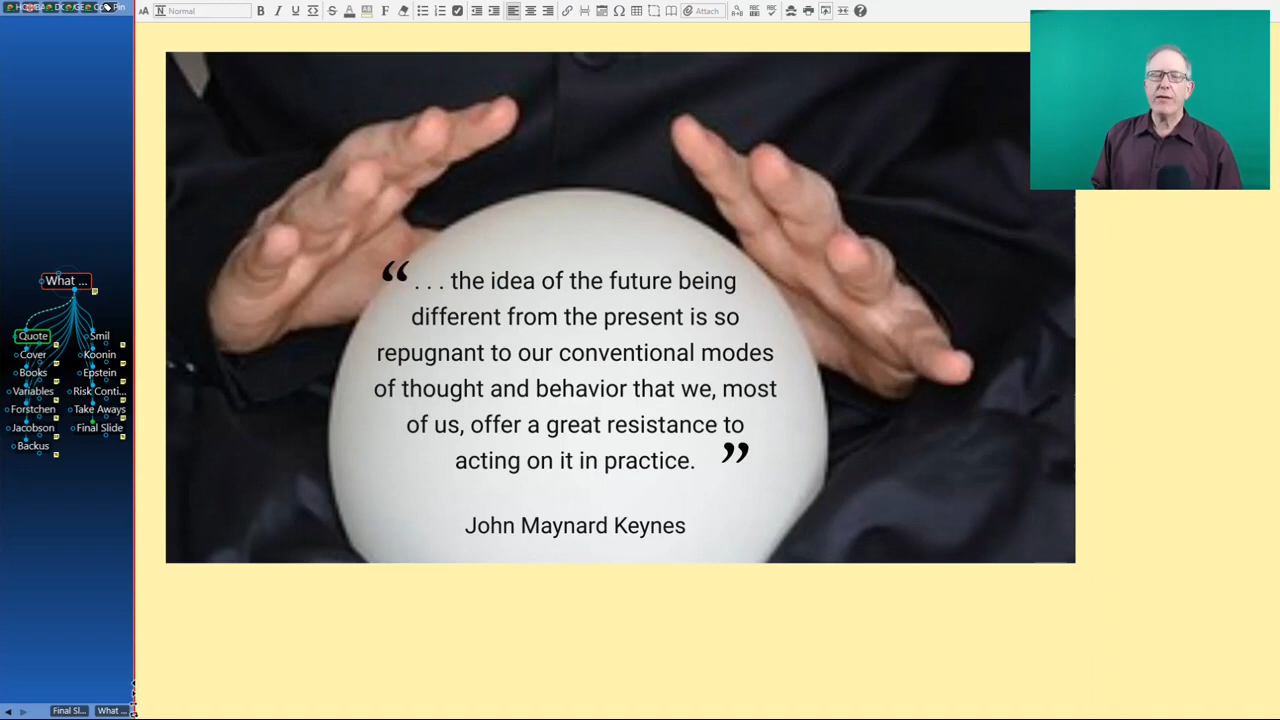 Normal
Attach
What ...
Quote
Cover
Books
Variables
Forstchen
Jacobson
Backus
Smil
Koonin
Epstein
Risk Conti...
Take Aways
Final Slide
“ . . . the idea of the future being
different from the present is so
repugnant to our conventional modes
of thought and behavior that we, most
of us, offer a great resistance to
acting on it in practice. ”
John Maynard Keynes
Final Sl...
What ...